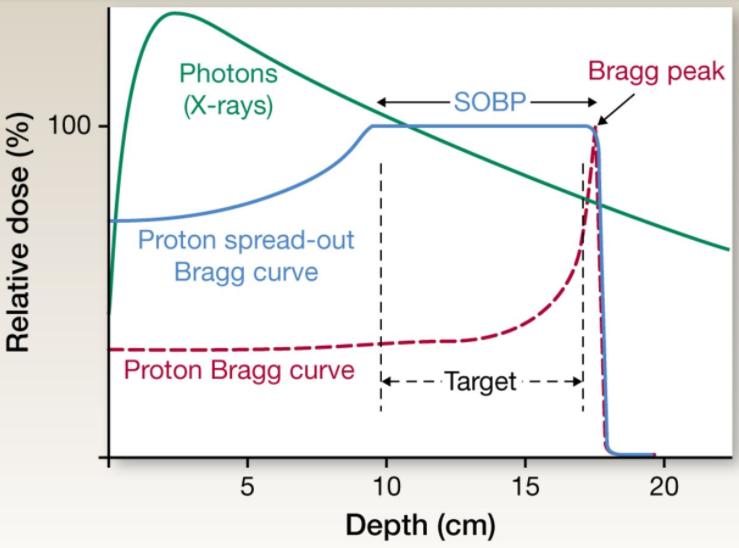 Relative dose (%)
100
Photons
(X-rays)
SOBP
Bragg peak
Proton spread-out
Bragg curve
Proton Bragg curve
Target
5
10
15
20
Depth (cm)